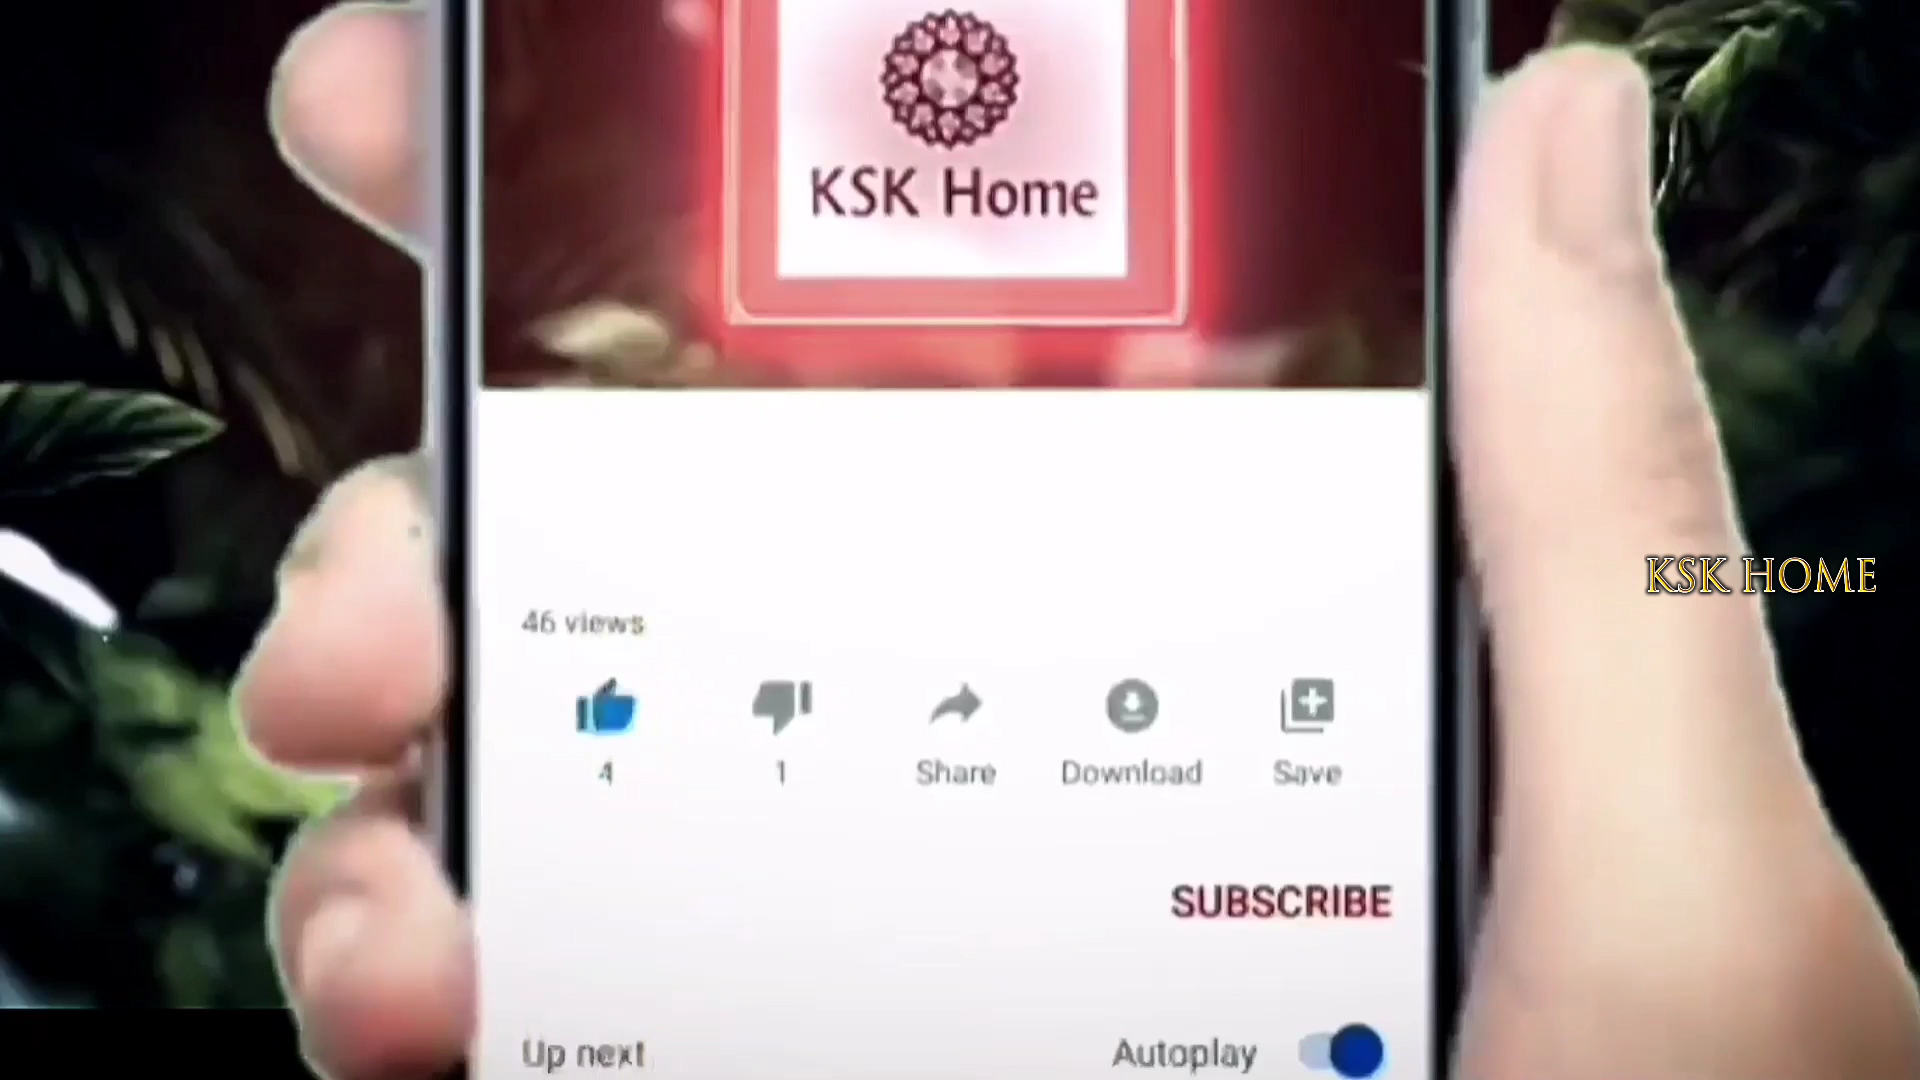 KSK Home
KSK HOME
46 views
4
1
Share
Download
Save
SUBSCRIBE
Up next
Autoplay